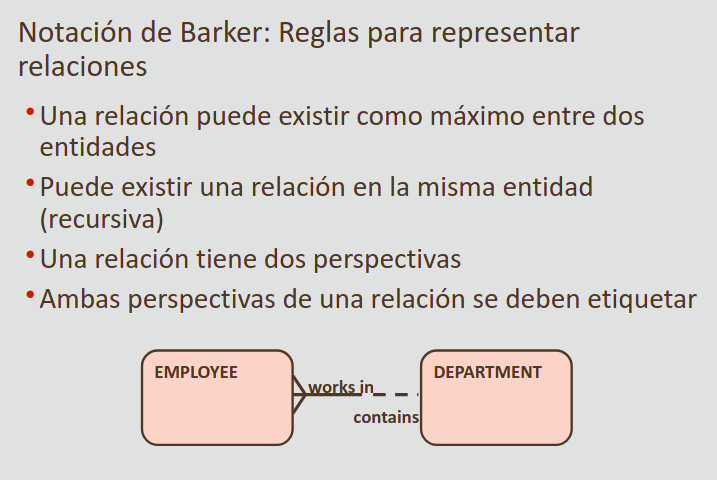 Notación de Barker: Reglas para representar
relaciones
•Una relación puede existir como máximo entre dos
entidades
•Puede existir una relación en la misma entidad
(recursiva)
•Una relación tiene dos perspectivas
•Ambas perspectivas de una relación se deben etiquetar
EMPLOYEE
works in
contains
DEPARTMENT